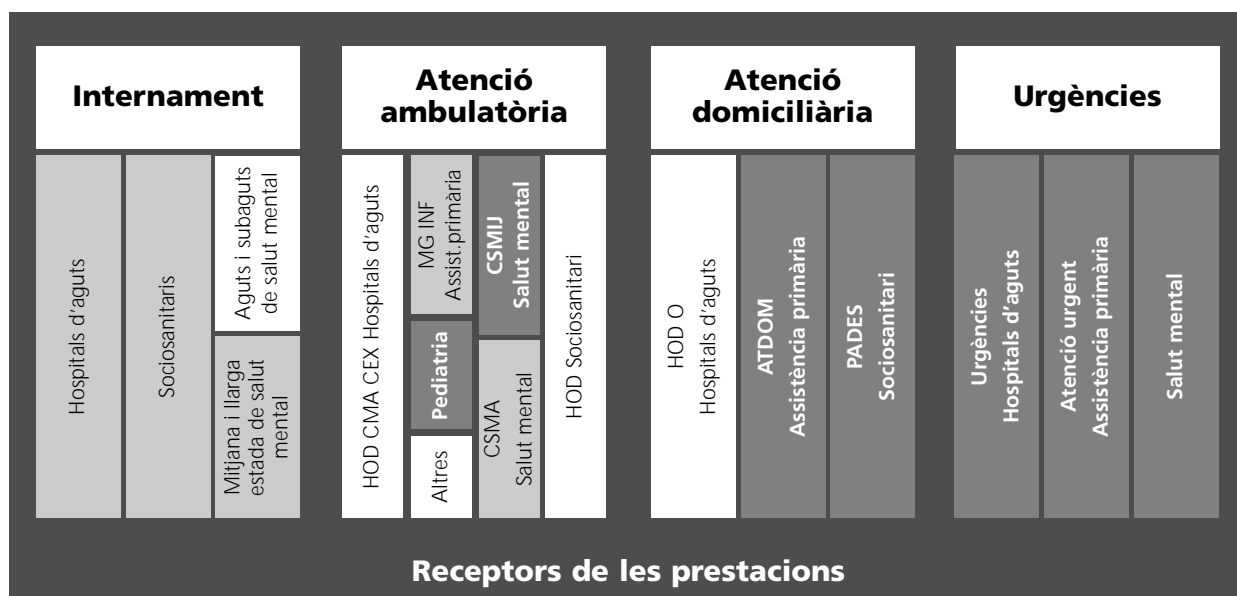 Internament
Hospitals d’aguts
Sociosanitaris
Aguts i subaguts
de salut mental
Mitjana i llarga
estada de salut
mental
Atenció
ambulatòria
HOD CMA CEX Hospitals d’aguts
MG INF
Assist.primària
Pediatria
Altres
CSMIJ
Salut mental
CSMA
Salut mental
HOD Sociosanitari
Atenció
domiciliària
HOD O
Hospitals d’aguts
ATDOM
Assistència primària
PADES
Sociosanitari
Urgències
Urgències
Hospitals d’aguts
Atenció urgent
Assistència primària
Salut mental
Receptors de les prestacions